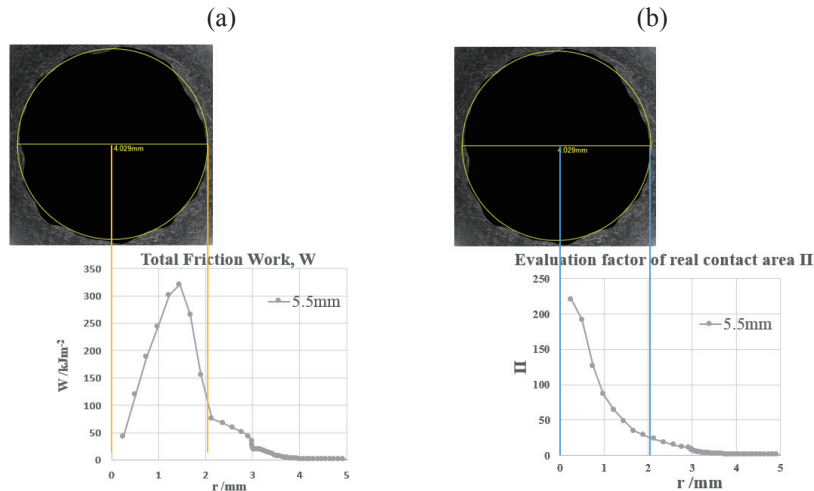 (a)
(b)
4.029mm
4.029mm
Total Friction Work, W
350
300
250
200
150
100
50
0
W /kJm-2
5.5mm
0 1 2 3 4 5
r /mm
Evaluation factor of real contact area II
250
200
150
100
50
0
II
5.5mm
0 1 2 3 4 5
r /mm